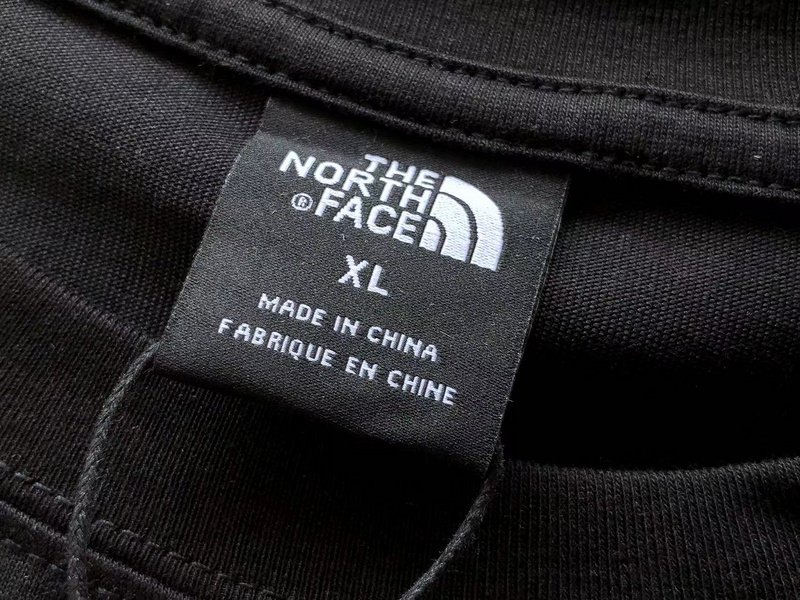 THE
NORTH
®FACE
XL
MADE IN CHINA
FABRIQUE EN CHINE